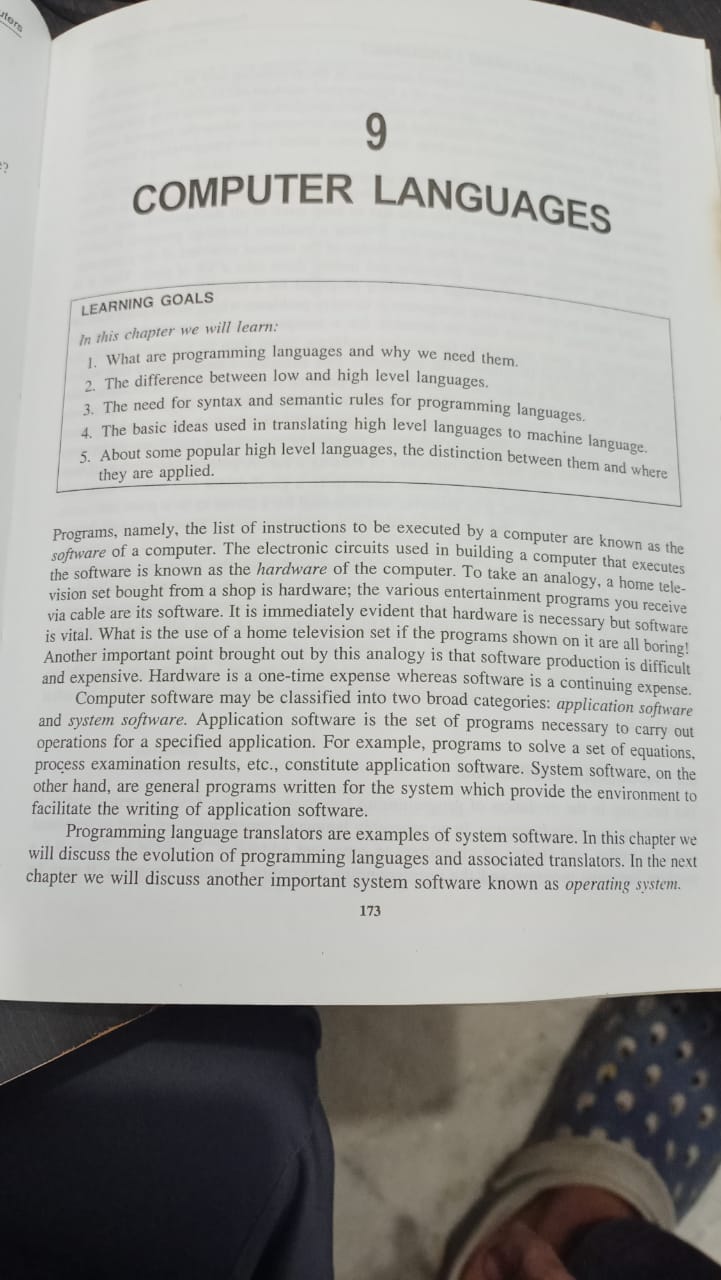 uters
?
9
COMPUTER LANGUAGES
LEARNING GOALS
In this chapter we will learn:
1. What are programming languages and why we need them.
2. The difference between low and high level languages.
3. The need for syntax and semantic rules for programming languages.
4. The basic ideas used in translating high level languages to machine language.
5. About some popular high level languages, the distinction between them and where
they are applied.
Programs, namely, the list of instructions to be executed by a computer are known as the
software of a computer. The electronic circuits used in building a computer that executes
the software is known as the hardware of the computer. To take an analogy, a home tele-
vision set bought from a shop is hardware; the various entertainment programs you receive
via cable are its software. It is immediately evident that hardware is necessary but software
is vital. What is the use of a home television set if the programs shown on it are all boring!
Another important point brought out by this analogy is that software production is difficult
and expensive. Hardware is a one-time expense whereas software is a continuing expense.
Computer software may be classified into two broad categories: application software
and system software. Application software is the set of programs necessary to carry out
operations for a specified application. For example, programs to solve a set of equations,
process examination results, etc., constitute application software. System software, on the
other hand, are general programs written for the system which provide the environment to
facilitate the writing of application software.
Programming language translators are examples of system software. In this chapter we
will discuss the evolution of programming languages and associated translators. In the next
chapter we will discuss another important system software known as operating system.
173